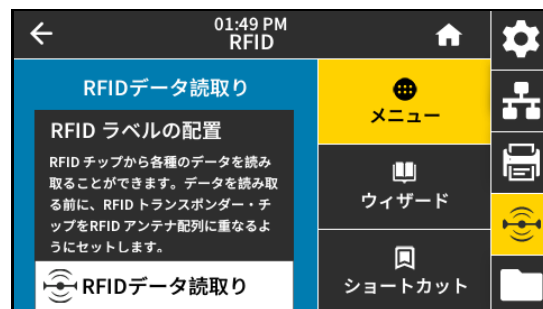 01:49 PM
RFID
RFIDデータ読取り
RFID ラベルの配置
RFID チップから各種のデータを読み
取ることができます。データを読み取
る前に、RFID トランスポンダー・チ
ップをRFID アンテナ配列に重なるよ
うにセットします。
RFIDデータ読取り
メニュー
ウィザード
ショートカット